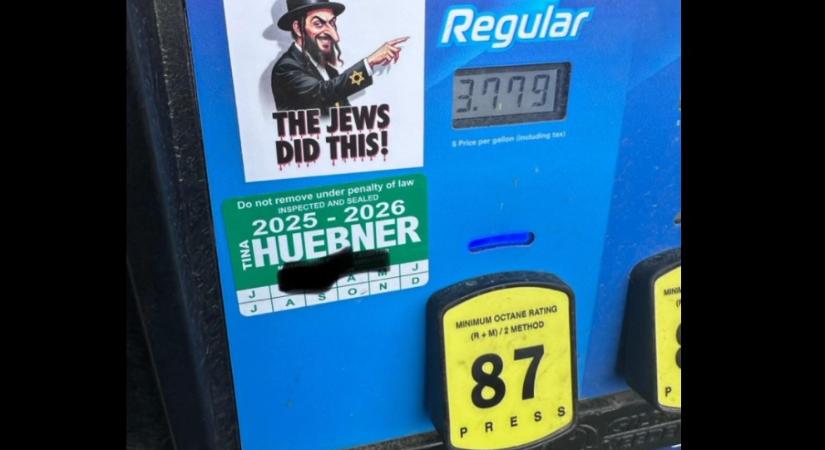 THE JEWS
DID THIS!
Do not remove under penalty of law
INSPECTED AND SEALED
2025 - 2026
TINA
HUEBNER
A M J
J A S O N D
Regular
3.779
$ Price per gallon (including tax)
MINIMUM OCTANE RATING
(R + M) / 2 METHOD
87
PRESS